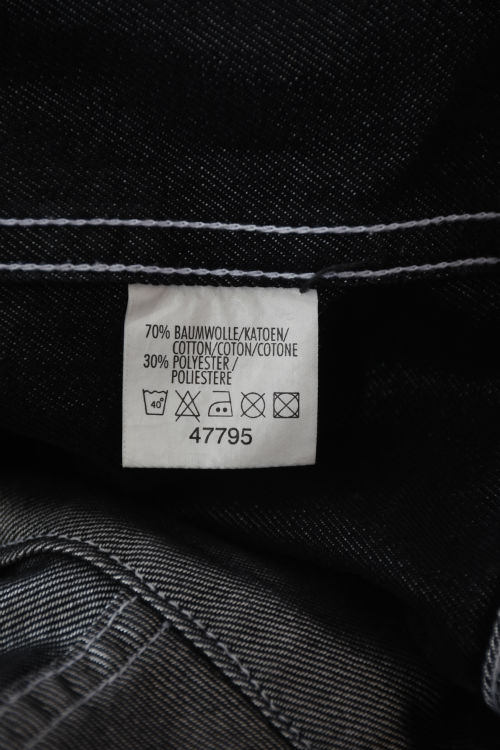 70% BAUMWOLLE/KATOEN/
COTTON/COTON/COTONE
30% POLYESTER/
POLIESTERE
40°
47795